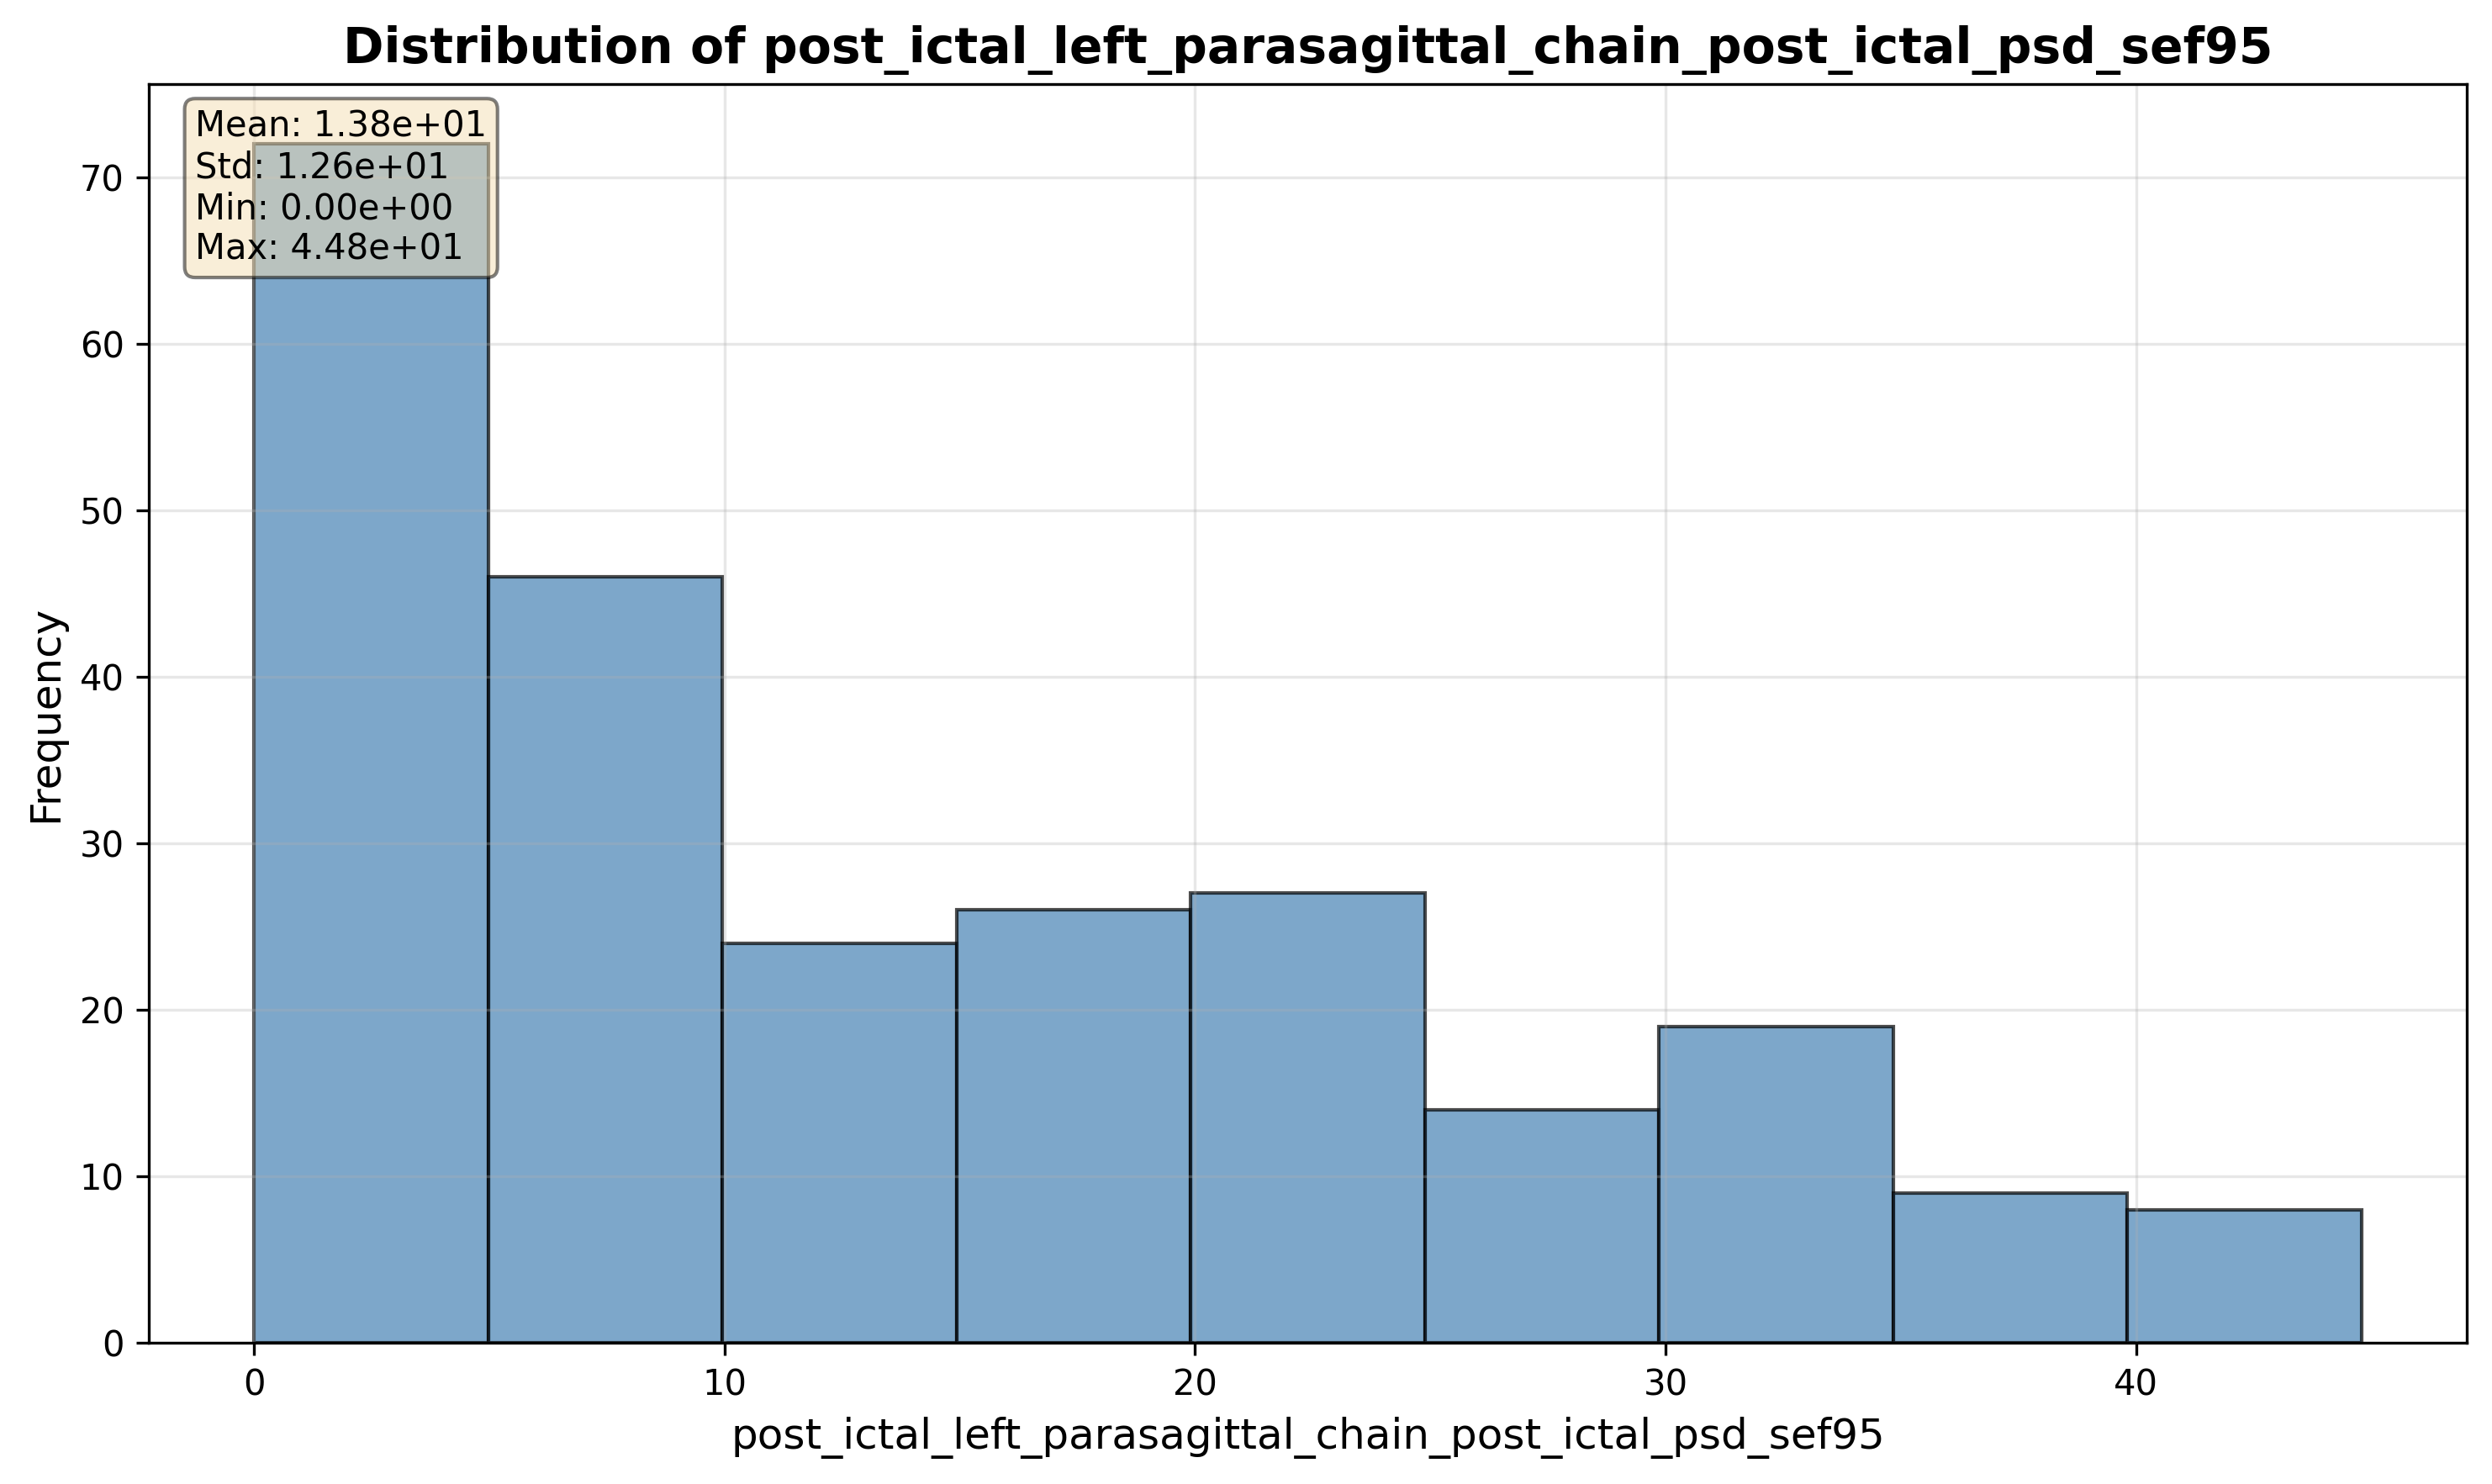 Distribution of post_ictal_left_parasagittal_chain_post_ictal_psd_sef95
Mean: 1.38e+01
Std: 1.26e+01
Min: 0.00e+00
Max: 4.48e+01
70
60
50
40
30
20
10
0
Frequency
0 10 20 30 40
post_ictal_left_parasagittal_chain_post_ictal_psd_sef95